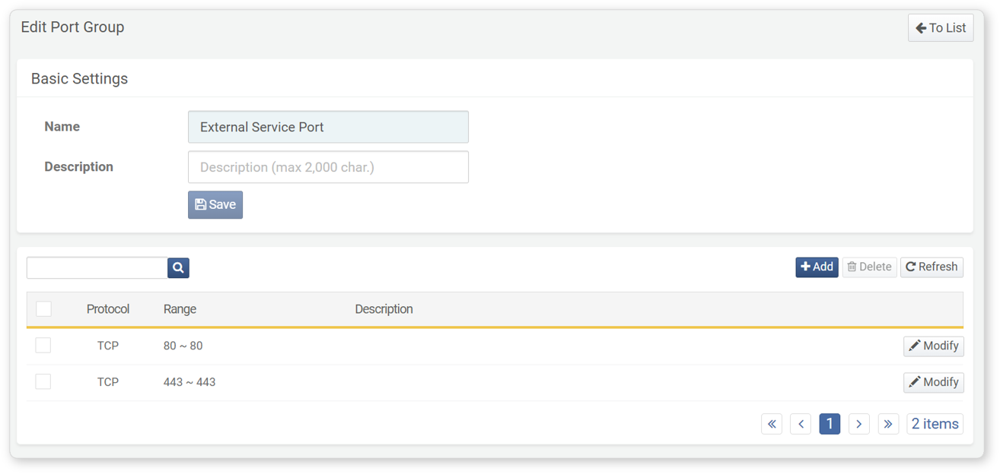 Edit Port Group
To List
Basic Settings
Name
External Service Port
Description
Description (max 2,000 char.)
Save
Add
Delete
Refresh
Protocol Range Description
TCP 80 ~ 80 Modify
TCP 443 ~ 443 Modify
« ‹ 1 › » 2 items